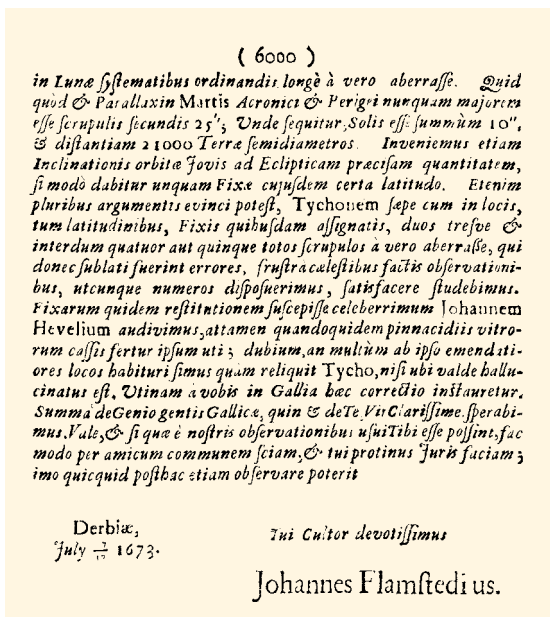 ( 6000 )
in Lunæ ſyſtematibus ordinandis longè à vero aberraſſe. Quid
quòd & Parallaxin Martis Acronici & Perigei nunquam majorem
eſſe ſcrupulis ſecundis 25"; Unde ſequitur, Solis eſſe ſummùm 10",
& diſtantiam 21000 Terræ ſemidiametros. Inveniemus etiam
Inclinationis orbitæ Jovis ad Eclipticam præciſam quantitatem,
ſi modò dabitur unquam Fixæ cujuſdem certa latitudo. Etenim
pluribus argumentis evinci poteſt, Tychonem ſæpe cum in locis,
tum latitudinibus, Fixis quibuſdam aſſignatis, duos treſve &
interdum quatuor aut quinque totos ſcrupulos à vero aberraſſe, qui
donec ſublati fuerint errores, fruſtra cæleſtibus factis obſervationi-
bus, utcunque numeros diſpoſuerimus, ſatisfacere ſtudebimus.
Fixarum quidem reſtitutionem ſuſcepiſſe celeberrimum Johannem
Hevelium audivimus, attamen quandoquidem pinnacidiis vitro-
rum caſſis fertur ipſum uti; dubium, an multùm ab ipſo emendati-
ores locos habituri ſimus quam reliquit Tycho, niſi ubi valde hallu-
cinatus eſt. Utinam à vobis in Gallia hæc correctio inſtauretur.
Summa de Genio gentis Gallicæ, quin & de Te, Vir Clariſſime, ſperabi-
mus. Vale, & ſi quæ è noſtris obſervationibus uſui Tibi eſſe poſſint, fac
modo per amicum communem ſciam, & tui protinus Juris faciam;
imo quicquid poſthac etiam obſervare poterit
Derbiæ,
July 7/17 1673.
Tui Cultor devotiſſimus
Johannes Flamſtedius.